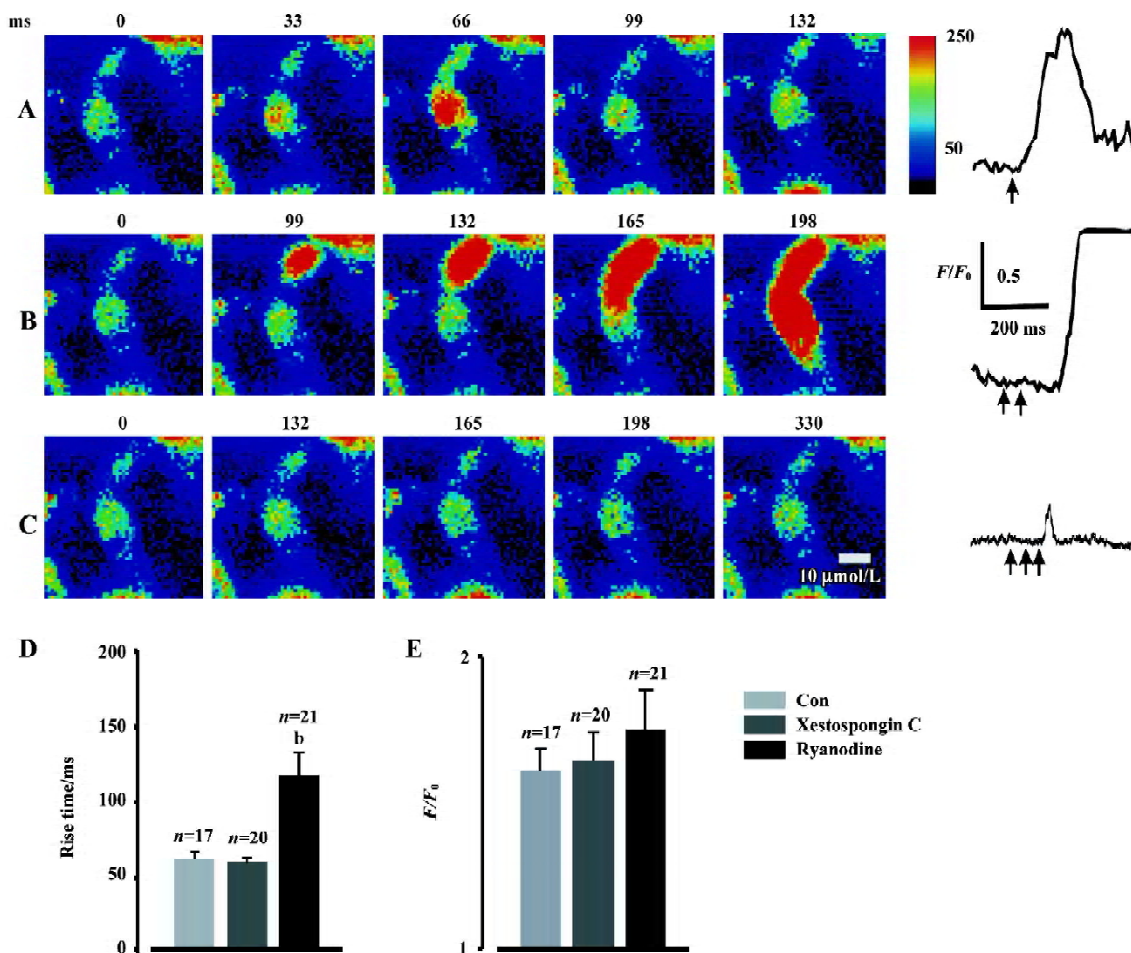 ms 0 33 66 99 132
A
250
50
0 99 132 165 198
B
F/F₀ 0.5
200 ms
0 132 165 198 330
C
10 μmol/L
D
200
150
100
50
0
Rise time/ms
n=17
n=20
n=21
b
E
2
1
F/F₀
n=17
n=20
n=21
Con
Xestospongin C
Ryanodine